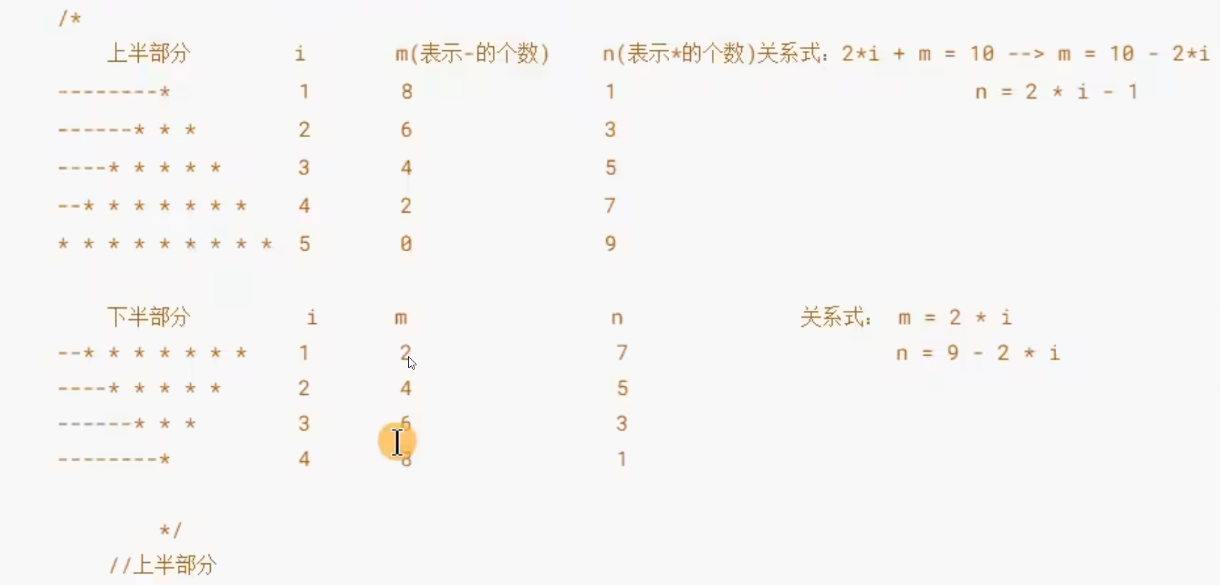 /*
上半部分 i m(表示-的个数) n(表示*的个数)关系式: 2*i + m = 10 --> m = 10 - 2*i
--------* 1 8 1 n = 2 * i - 1
------* * * 2 6 3
----* * * * * 3 4 5
--* * * * * * * 4 2 7
* * * * * * * * * 5 0 9
下半部分 i m n 关系式: m = 2 * i
--* * * * * * * 1 2 7 n = 9 - 2 * i
----* * * * * 2 4 5
------* * * 3 6 3
--------* 4 8 1
*/
//上半部分